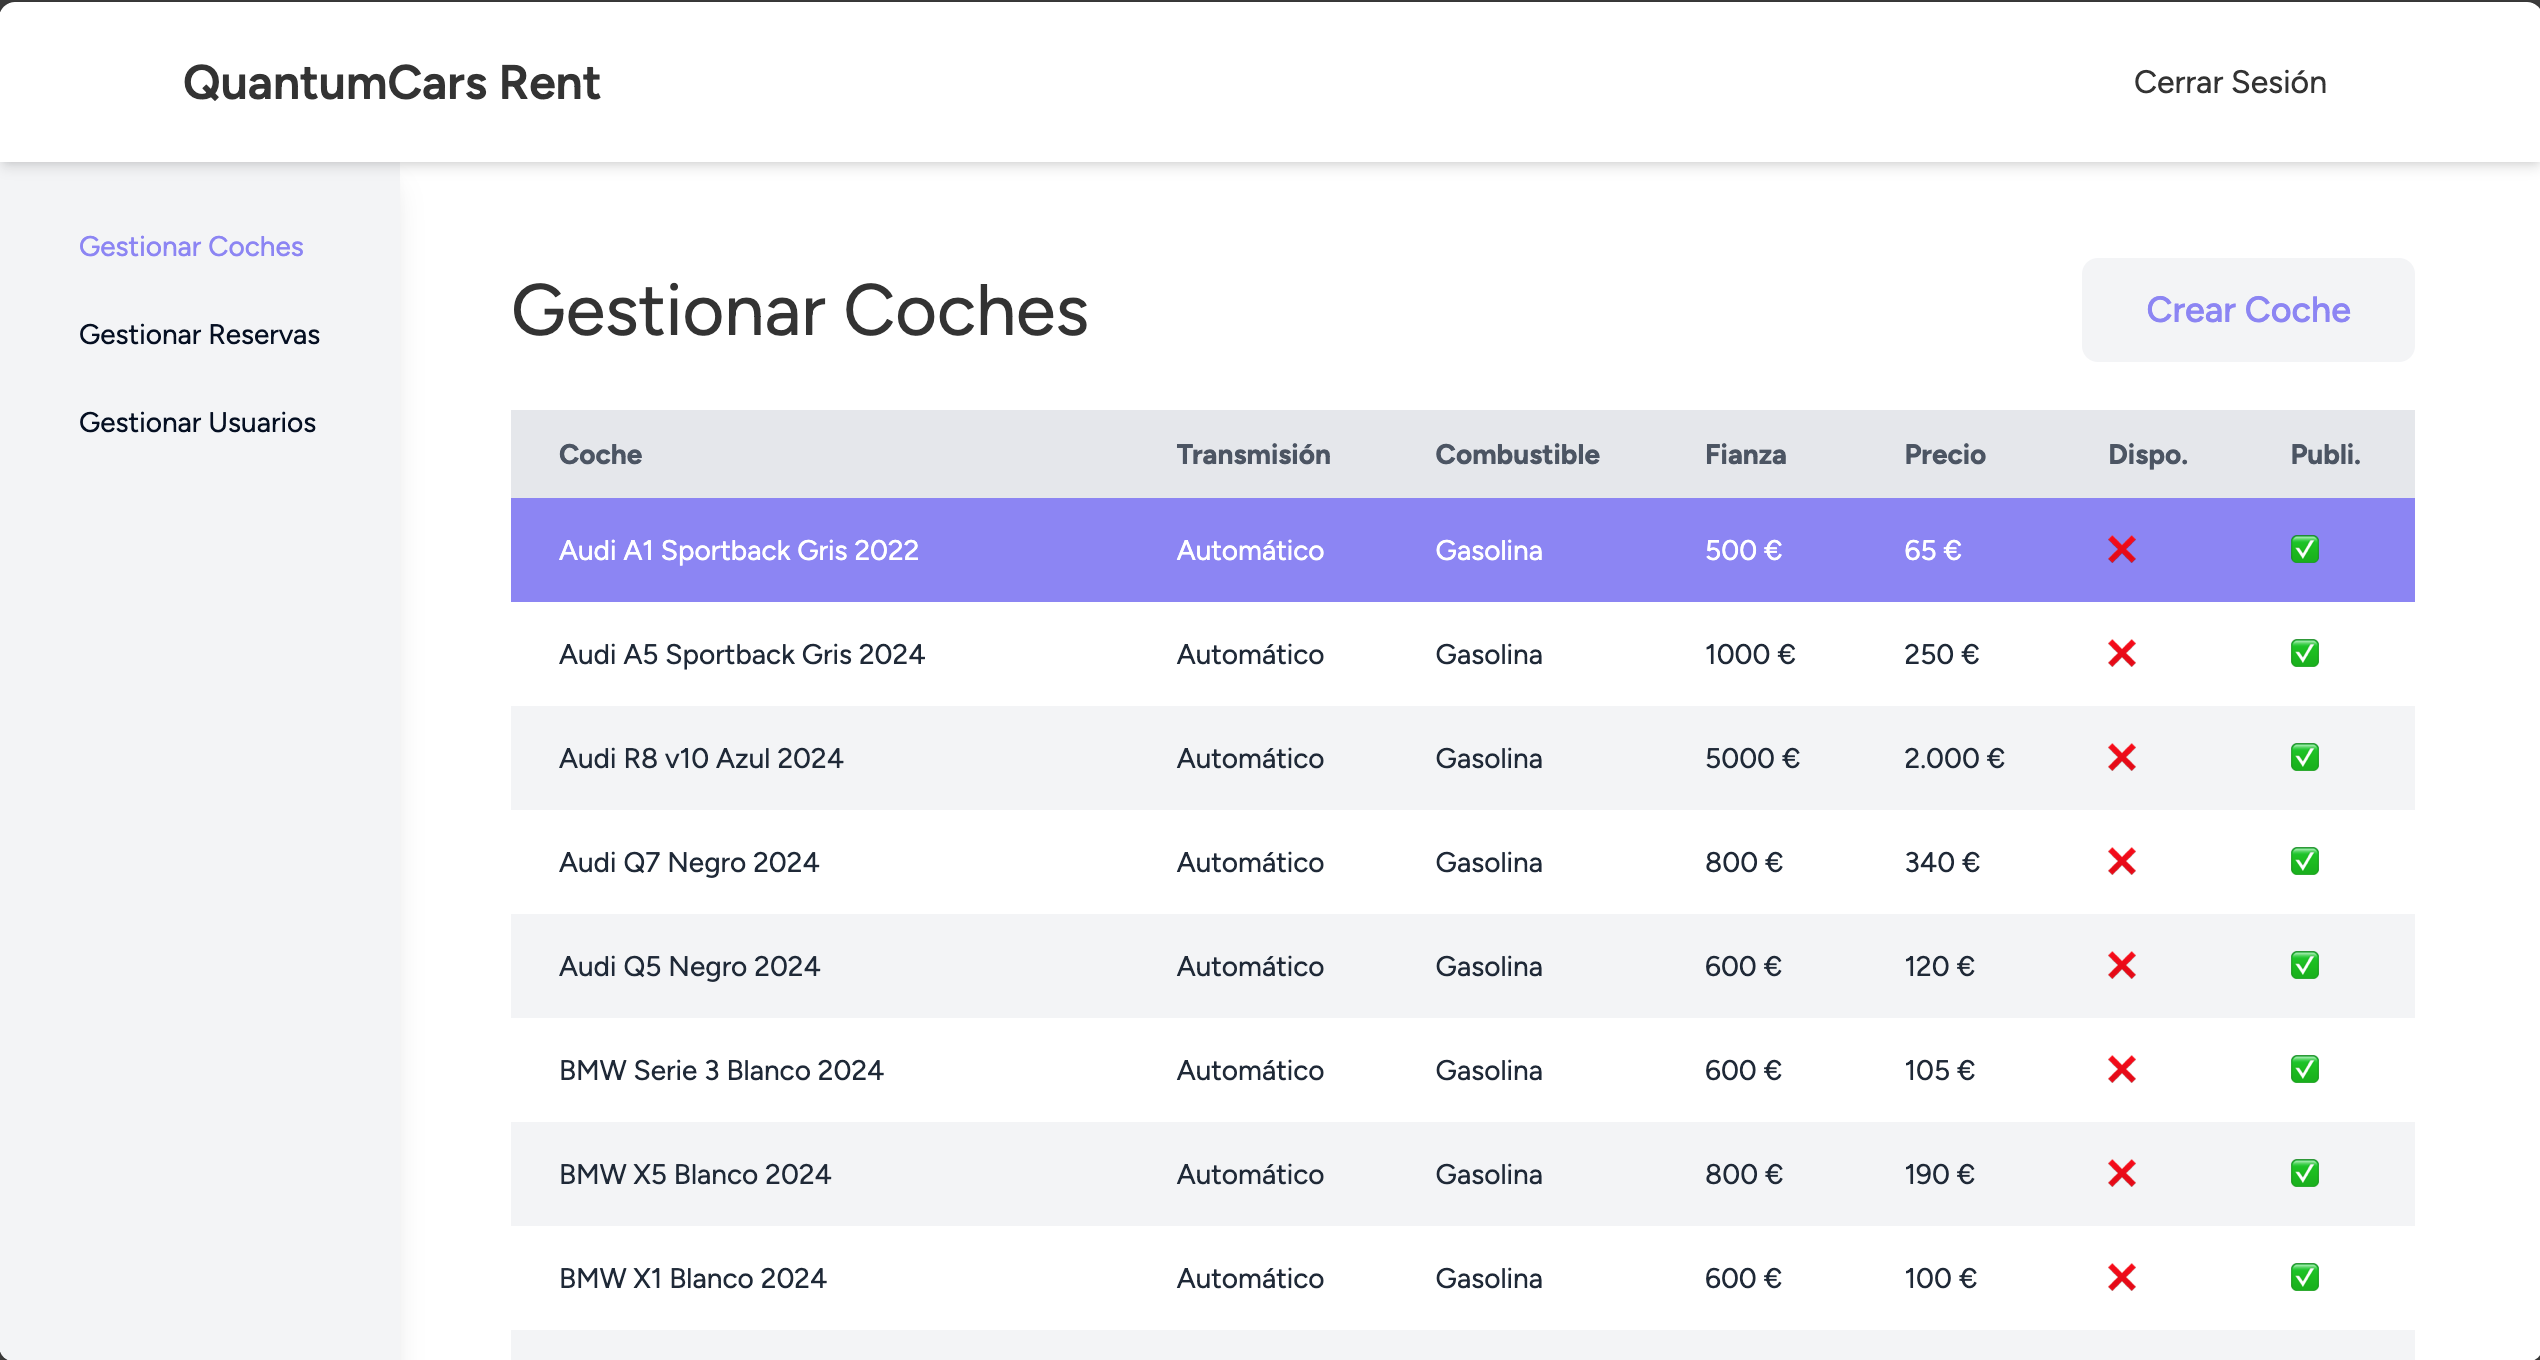 QuantumCars Rent
Cerrar Sesión
Gestionar Coches
Gestionar Reservas
Gestionar Usuarios
Gestionar Coches
Crear Coche
Coche Transmisión Combustible Fianza Precio Dispo. Publi.
Audi A1 Sportback Gris 2022 Automático Gasolina 500 € 65 € ❌ ✅
Audi A5 Sportback Gris 2024 Automático Gasolina 1000 € 250 € ❌ ✅
Audi R8 v10 Azul 2024 Automático Gasolina 5000 € 2.000 € ❌ ✅
Audi Q7 Negro 2024 Automático Gasolina 800 € 340 € ❌ ✅
Audi Q5 Negro 2024 Automático Gasolina 600 € 120 € ❌ ✅
BMW Serie 3 Blanco 2024 Automático Gasolina 600 € 105 € ❌ ✅
BMW X5 Blanco 2024 Automático Gasolina 800 € 190 € ❌ ✅
BMW X1 Blanco 2024 Automático Gasolina 600 € 100 € ❌ ✅